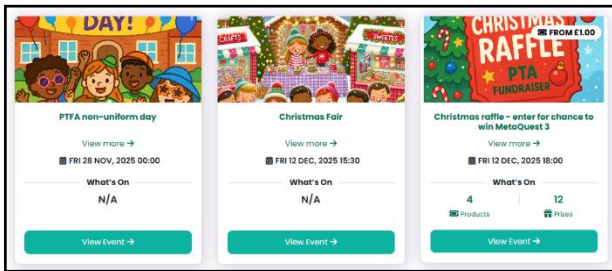 DAY!
PTFA non-uniform day
View more →
FRI 28 NOV, 2025 00:00
What's On
N/A
View Event →
CRAFTS
SWEETES
Christmas Fair
View more →
FRI 12 DEC, 2025 15:30
What's On
N/A
View Event →
FROM £1.00
CHRISTMAS
RAFFLE
PTA
FUNDRAISER
Christmas raffle - enter for chance to
win MetaQuest 3
View more →
FRI 12 DEC, 2025 18:00
What's On
4 12
Products Prizes
View Event →